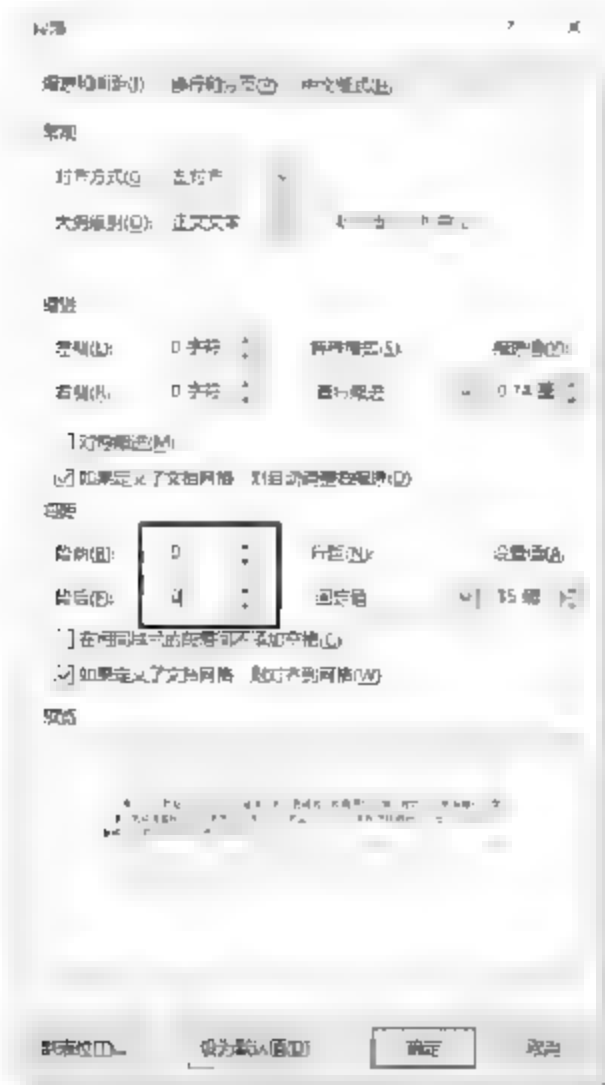 段落 ? ×
缩进和间距(I) 换行和分页(P) 中文版式(H)
常规
对齐方式(G) 左对齐
大纲级别(O): 正文文本
缩进
左侧(L): 0 字符 特殊格式(S): 缩进值(Y):
右侧(R): 0 字符 首行缩进 0.74 厘
对称缩进(M)
如果定义了文档网格 则自动调整右缩进(D)
间距
段前(B): 0 行距(N): 设置值(A)
段后(F): 0 固定值 15 磅
在相同样式的段落间不添加空格(C)
如果定义了文档网格 则对齐到网格(W)
预览
制表位(T)... 设为默认值(D) 确定 取消